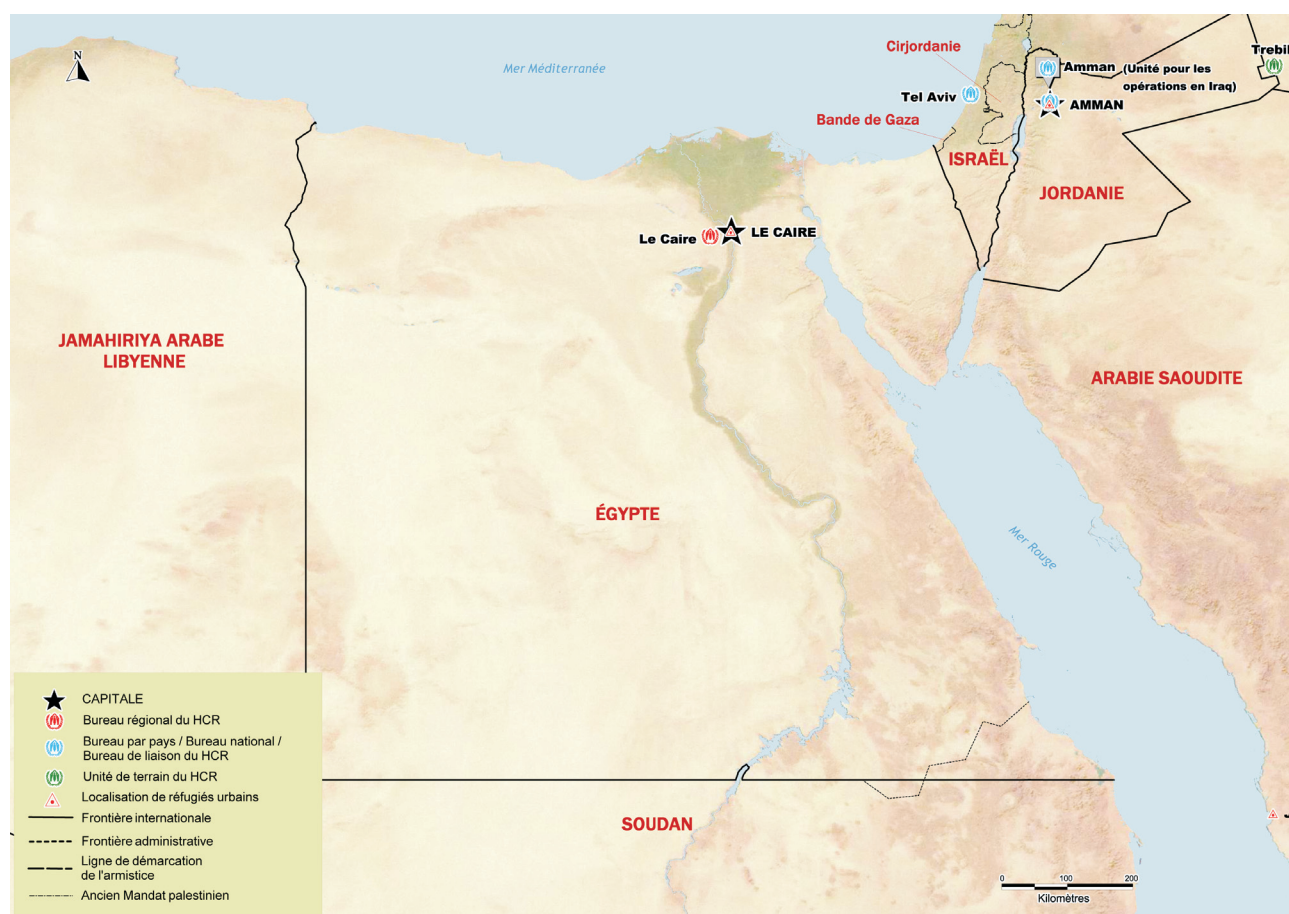 N
Mer Méditerranée
Cirjordanie
Tel Aviv
Bande de Gaza
ISRAËL
Amman
(Unité pour les
opérations en Iraq)
AMMAN
Trebil
JORDANIE
Le Caire
LE CAIRE
JAMAHIRIYA ARABE
LIBYENNE
ARABIE SAOUDITE
ÉGYPTE
Mer Rouge
SOUDAN
CAPITALE
Bureau régional du HCR
Bureau par pays / Bureau national /
Bureau de liaison du HCR
Unité de terrain du HCR
Localisation de réfugiés urbains
Frontière internationale
Frontière administrative
Ligne de démarcation
de l'armistice
Ancien Mandat palestinien
0 100 200
Kilomètres